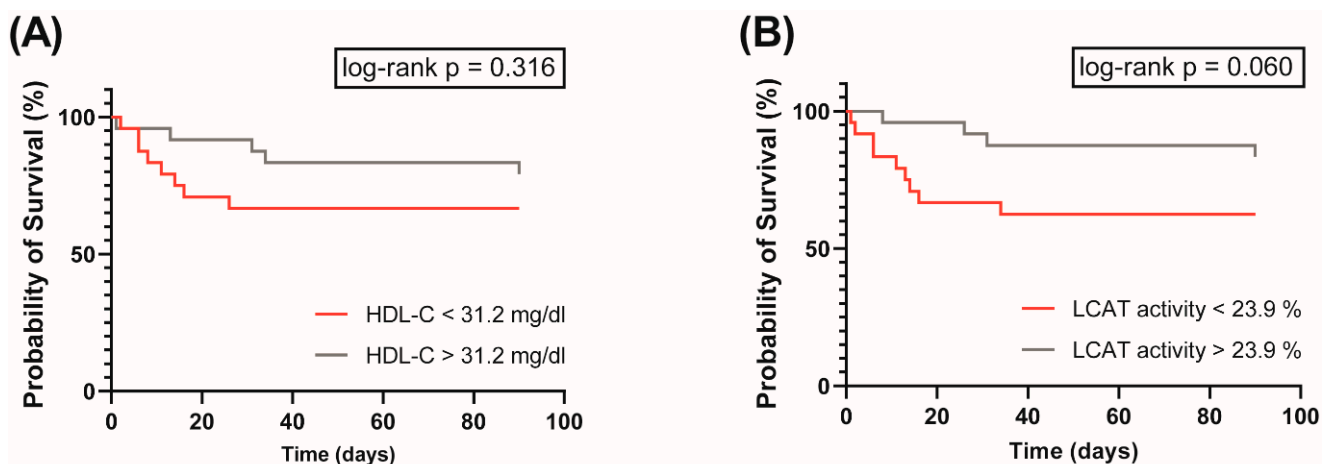 (A)
log-rank p = 0.316
Probability of Survival (%)
100
50
0
HDL-C < 31.2 mg/dl
HDL-C > 31.2 mg/dl
0 20 40 60 80 100
Time (days)
(B)
log-rank p = 0.060
Probability of Survival (%)
100
50
0
LCAT activity < 23.9 %
LCAT activity > 23.9 %
0 20 40 60 80 100
Time (days)